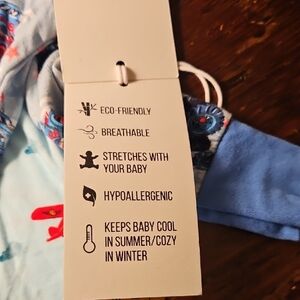 ECO-FRIENDLY
BREATHABLE
STRETCHES WITH
YOUR BABY
HYPOALLERGENIC
KEEPS BABY COOL
IN SUMMER/COZY
IN WINTER